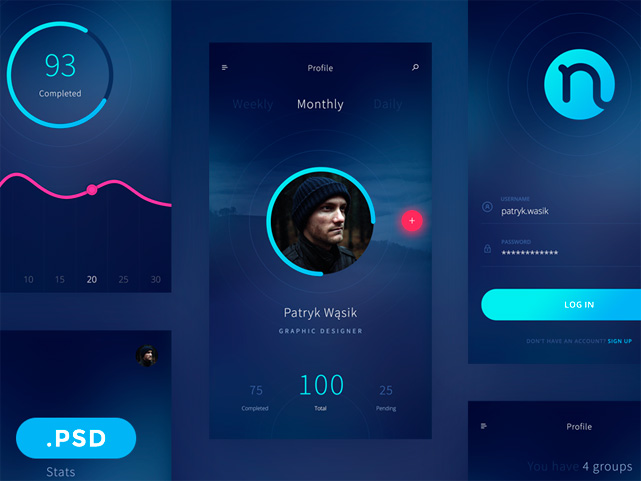 93
Completed
10 15 20 25 30
.PSD
Stats
Profile
Weekly Monthly Daily
+
Patryk Wąsik
GRAPHIC DESIGNER
75 100 25
Completed Total Pending
n
USERNAME
patryk.wasik
PASSWORD
************
LOG IN
DON'T HAVE AN ACCOUNT? SIGN UP
Profile
You have 4 groups